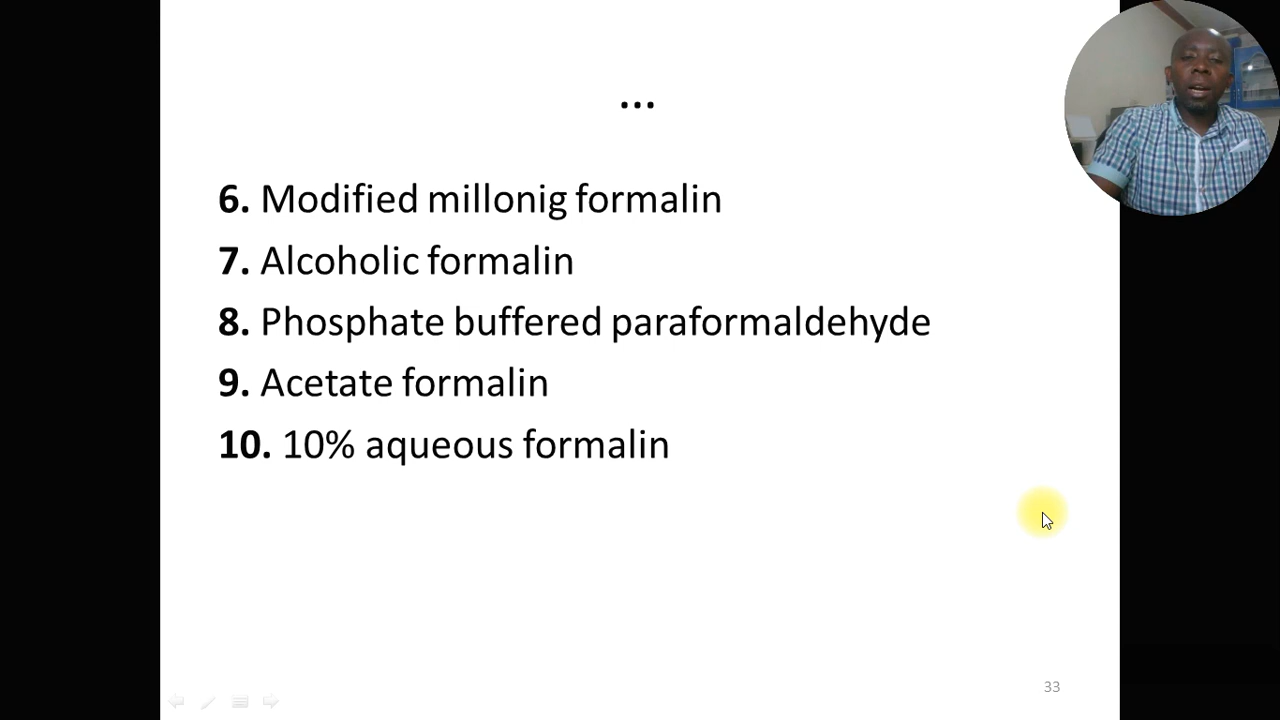 ...
6. Modified millonig formalin
7. Alcoholic formalin
8. Phosphate buffered paraformaldehyde
9. Acetate formalin
10. 10% aqueous formalin
33